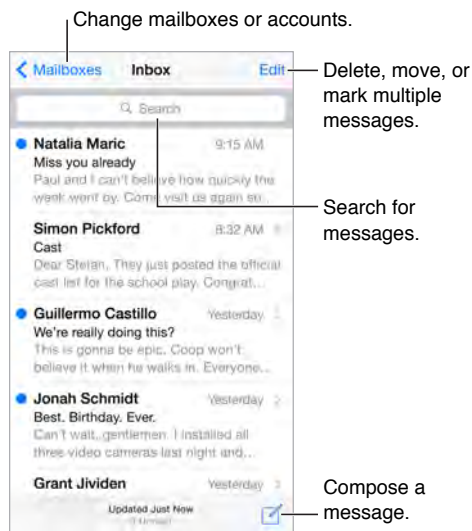 Change mailboxes or accounts.
Mailboxes Inbox Edit
Delete, move, or
mark multiple
messages.
Search
Natalia Maric 9:15 AM
Miss you already
Paul and I can't believe how quickly the
week went by. Come visit us again so...
Search for
messages.
Simon Pickford 8:32 AM
Cast
Dear Stefan, They just posted the official
cast list for the school play. Congrat...
Guillermo Castillo Yesterday
We're really doing this?
This is gonna be epic. Coop won't
believe it when he walks in. Everyone...
Jonah Schmidt Yesterday
Best. Birthday. Ever.
Can't wait, gentlemen. I installed all
three video cameras last night and...
Grant Jividen Yesterday
Updated Just Now
Compose a
message.